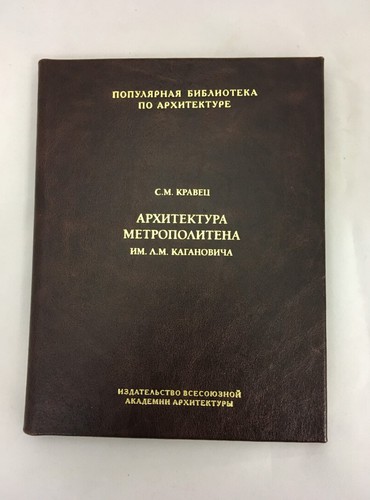 ПОПУЛЯРНАЯ БИБЛИОТЕКА
ПО АРХИТЕКТУРЕ
С.М. КРАВЕЦ
АРХИТЕКТУРА
МЕТРОПОЛИТЕНА
ИМ. Л.М. КАГАНОВИЧА
ИЗДАТЕЛЬСТВО ВСЕСОЮЗНОЙ
АКАДЕМИИ АРХИТЕКТУРЫ